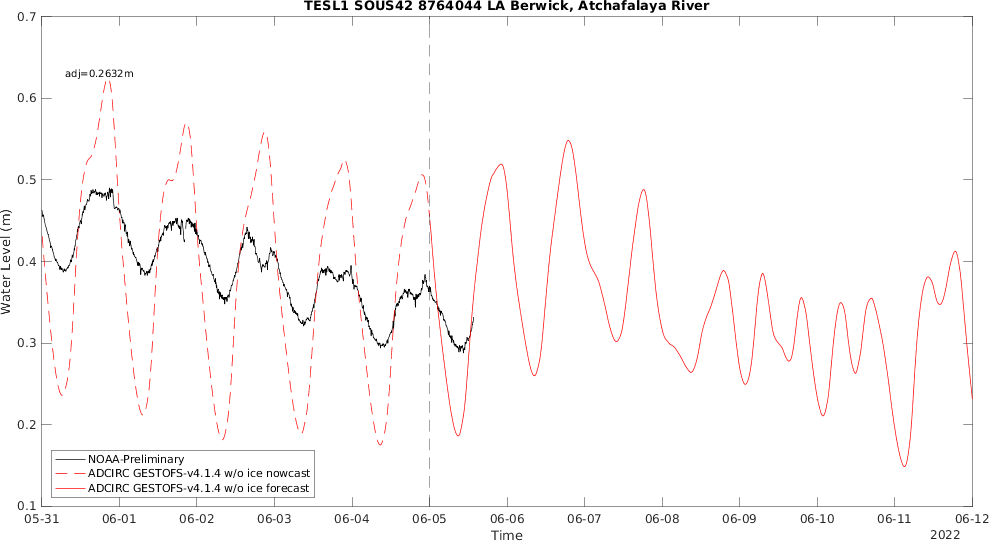 TESL1 SOUS42 8764044 LA Berwick, Atchafalaya River
adj=0.2632m
0.7
0.6
0.5
0.4
0.3
0.2
0.1
Water Level (m)
NOAA-Preliminary
ADCIRC GESTOFS-v4.1.4 w/o ice nowcast
ADCIRC GESTOFS-v4.1.4 w/o ice forecast
05-31 06-01 06-02 06-03 06-04 06-05 06-06 06-07 06-08 06-09 06-10 06-11 06-12
Time
2022